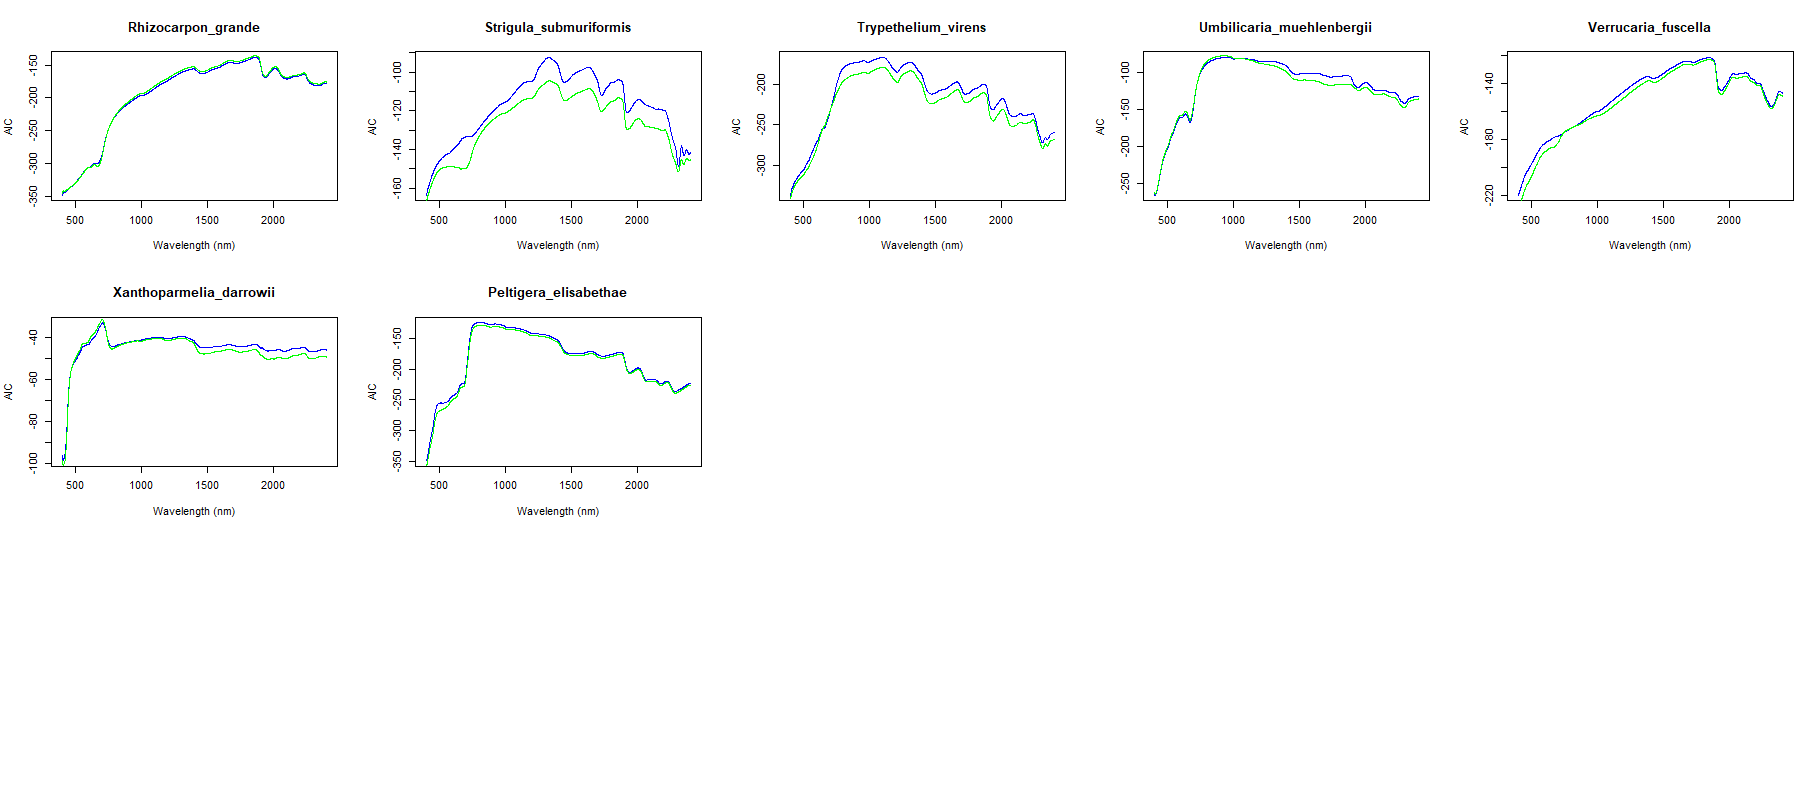 Rhizocarpon_grande
AIC
-350
-300
-250
-200
-150
500 1000 1500 2000
Wavelength (nm)
Strigula_submuriformis
AIC
-160
-140
-120
-100
500 1000 1500 2000
Wavelength (nm)
Trypethelium_virens
AIC
-300
-250
-200
500 1000 1500 2000
Wavelength (nm)
Umbilicaria_muehlenbergii
AIC
-250
-200
-150
-100
500 1000 1500 2000
Wavelength (nm)
Verrucaria_fuscella
AIC
-220
-180
-140
500 1000 1500 2000
Wavelength (nm)
Xanthoparmelia_darrowii
AIC
-100
-80
-60
-40
500 1000 1500 2000
Wavelength (nm)
Peltigera_elisabethae
AIC
-350
-300
-250
-200
-150
500 1000 1500 2000
Wavelength (nm)